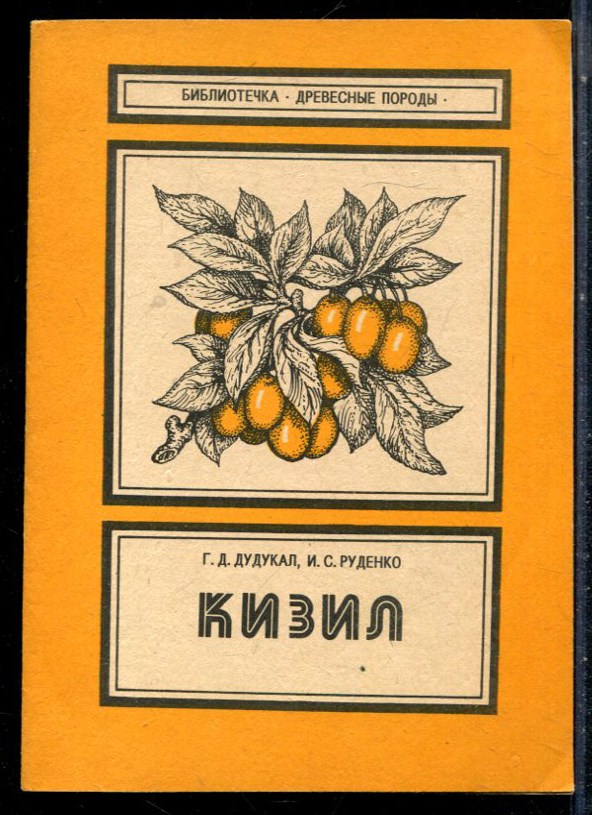 БИБЛИОТЕЧКА · ДРЕВЕСНЫЕ ПОРОДЫ ·
Г. Д. ДУДУКАЛ, И. С. РУДЕНКО
КИЗИЛ